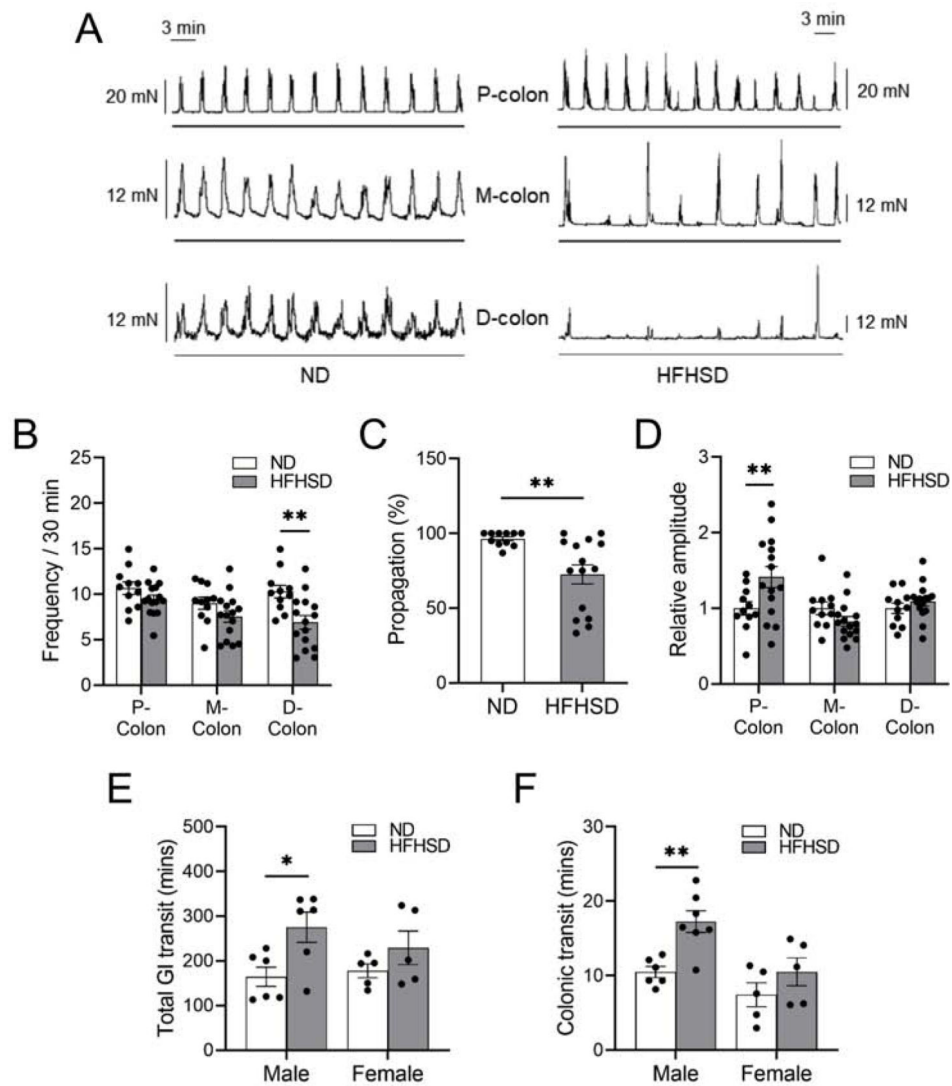 A
3 min
3 min
20 mN
P-colon
20 mN
12 mN
M-colon
12 mN
12 mN
D-colon
12 mN
ND
HFHSD
B
Frequency / 30 min
25
20
15
10
5
0
ND
HFHSD
**
P-
Colon
M-
Colon
D-
Colon
C
Propagation (%)
150
100
50
0
**
ND
HFHSD
D
Relative amplitude
3
2
1
0
ND
HFHSD
**
P-
Colon
M-
Colon
D-
Colon
E
Total GI transit (mins)
500
400
300
200
100
0
ND
HFHSD
*
Male
Female
F
Colonic transit (mins)
30
20
10
0
ND
HFHSD
**
Male
Female